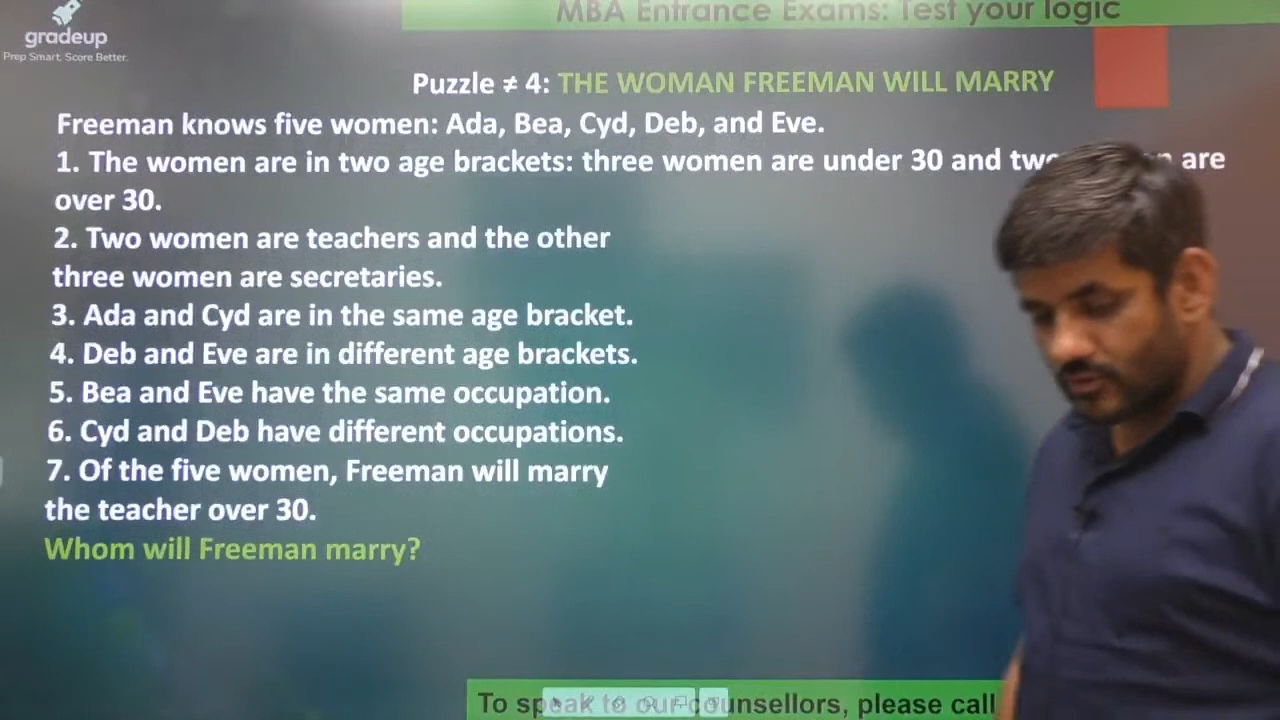 MBA Entrance Exams: Test your logic
gradeup
Prep Smart, Score Better.
Puzzle ≠ 4: THE WOMAN FREEMAN WILL MARRY
Freeman knows five women: Ada, Bea, Cyd, Deb, and Eve.
1. The women are in two age brackets: three women are under 30 and two are
over 30.
2. Two women are teachers and the other
three women are secretaries.
3. Ada and Cyd are in the same age bracket.
4. Deb and Eve are in different age brackets.
5. Bea and Eve have the same occupation.
6. Cyd and Deb have different occupations.
7. Of the five women, Freeman will marry
the teacher over 30.
Whom will Freeman marry?
To speak to our counsellors, please call